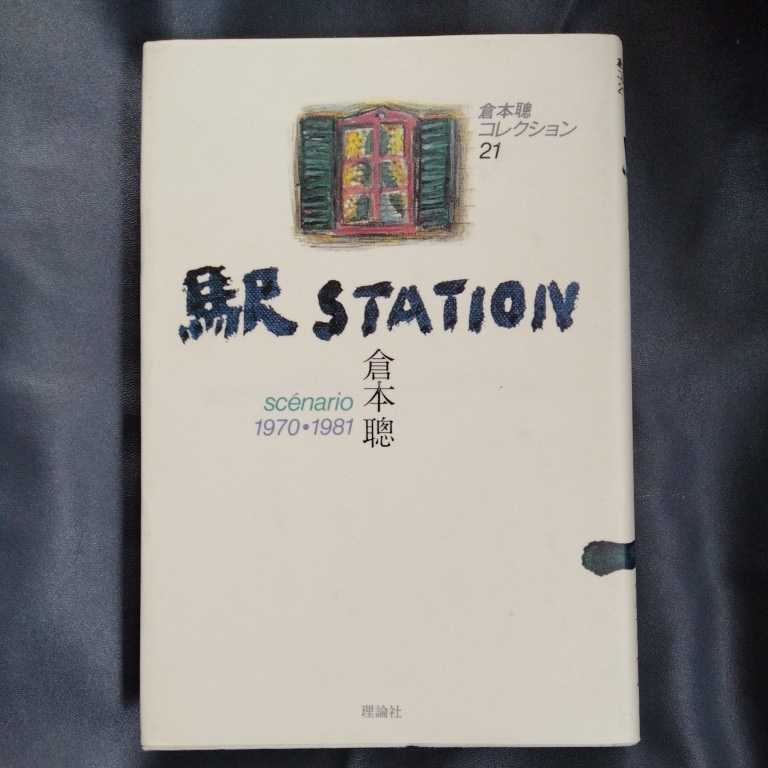 倉本聰
コレクション
21
駅 STATION
倉本聰
scénario
1970•1981
理論社